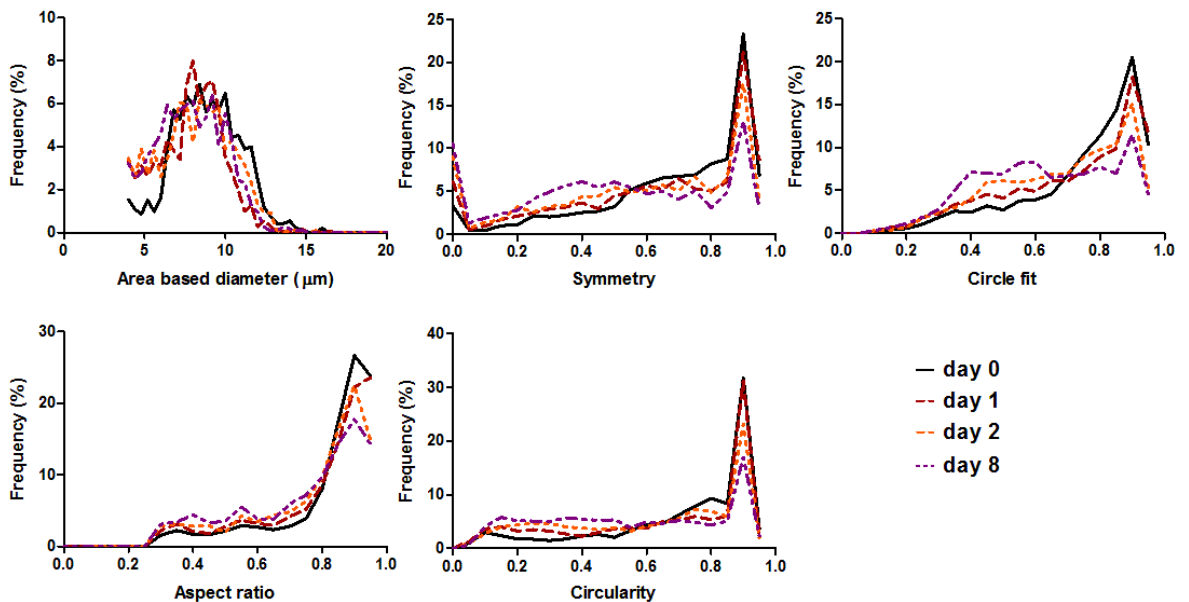 Frequency (%)
10
8
6
4
2
0
0 5 10 15 20
Area based diameter ( μm)
Frequency (%)
25
20
15
10
5
0
0.0 0.2 0.4 0.6 0.8 1.0
Symmetry
Frequency (%)
25
20
15
10
5
0
0.0 0.2 0.4 0.6 0.8 1.0
Circle fit
Frequency (%)
30
20
10
0
0.0 0.2 0.4 0.6 0.8 1.0
Aspect ratio
Frequency (%)
40
30
20
10
0
0.0 0.2 0.4 0.6 0.8 1.0
Circularity
day 0
day 1
day 2
day 8